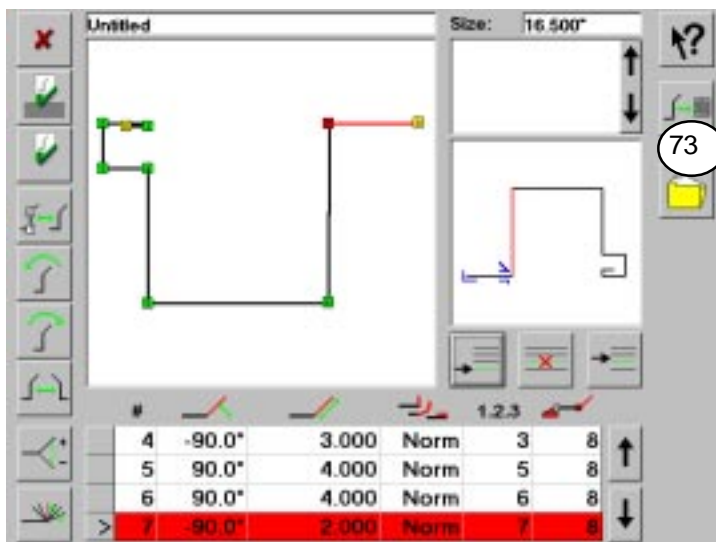 Untitled
Size: 16.500"
73
# 1.2.3
4 -90.0° 3.000 Norm 3 8
5 90.0° 4.000 Norm 5 8
6 90.0° 4.000 Norm 6 8
> 7 -90.0° 2.000 Norm 7 8